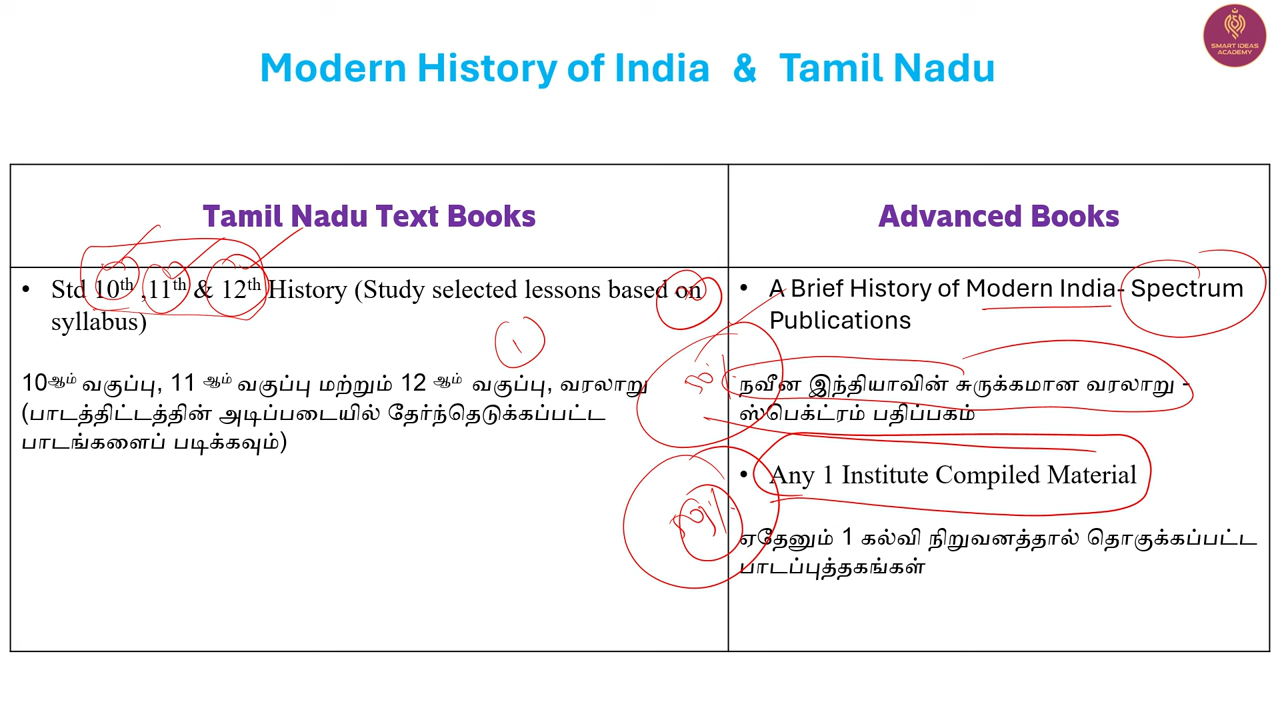 SMART IDEAS
ACADEMY
Modern History of India & Tamil Nadu
Tamil Nadu Text Books
Advanced Books
• Std 10th ,11th & 12th History (Study selected lessons based on
syllabus)
10ஆம் வகுப்பு, 11 ஆம் வகுப்பு மற்றும் 12 ஆம் வகுப்பு, வரலாறு
(பாடத்திட்டத்தின் அடிப்படையில் தேர்ந்தெடுக்கப்பட்ட
பாடங்களைப் படிக்கவும்)
• A Brief History of Modern India- Spectrum
Publications
நவீன இந்தியாவின் சுருக்கமான வரலாறு -
ஸ்பெக்ட்ரம் பதிப்பகம்
• Any 1 Institute Compiled Material
ஏதேனும் 1 கல்வி நிறுவனத்தால் தொகுக்கப்பட்ட
பாடப்புத்தகங்கள்